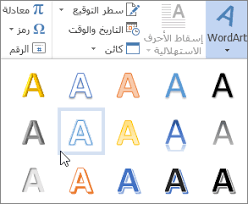 WordArt
إسقاط الأحرف
الاستهلالية
سطر التوقيع
التاريخ والوقت
كائن
معادلة
رمز
الرقم
A A A A A
A A A A A
A A A A A